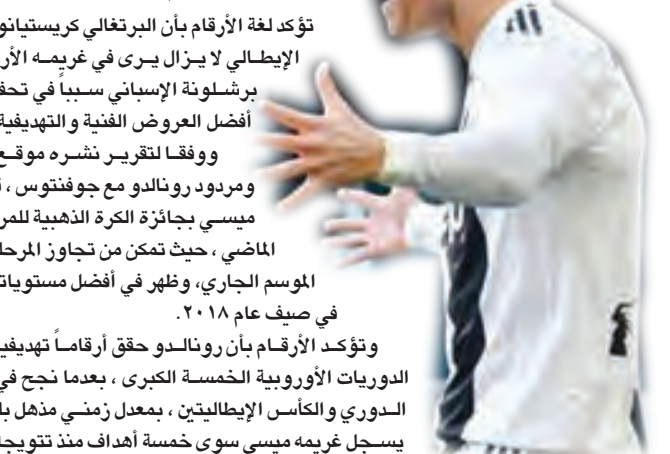 تؤكد لغة الأرقام بأن البرتغالي كريستيانو
الإيطالي لا يزال يرى في غريمه الأر
برشلونة الإسباني سبباً في تحف
أفضل العروض الفنية والتهديفية
ووفقا لتقرير نشره موقع
ومردود رونالدو مع جوفنتوس ،
ميسي بجائزة الكرة الذهبية للمر
الماضي ، حيث تمكن من تجاوز المرحل
الموسم الجاري، وظهر في أفضل مستويات
في صيف عام ٢٠١٨.
وتؤكد الأرقام بأن رونالدو حقق أرقاماً تهديفي
الدوريات الأوروبية الخمسة الكبرى ، بعدما نجح في
الدوري والكأس الإيطاليتين ، بمعدل زمني مذهل با
يسجل غريمه ميسي سوى خمسة أهداف منذ تتويجا